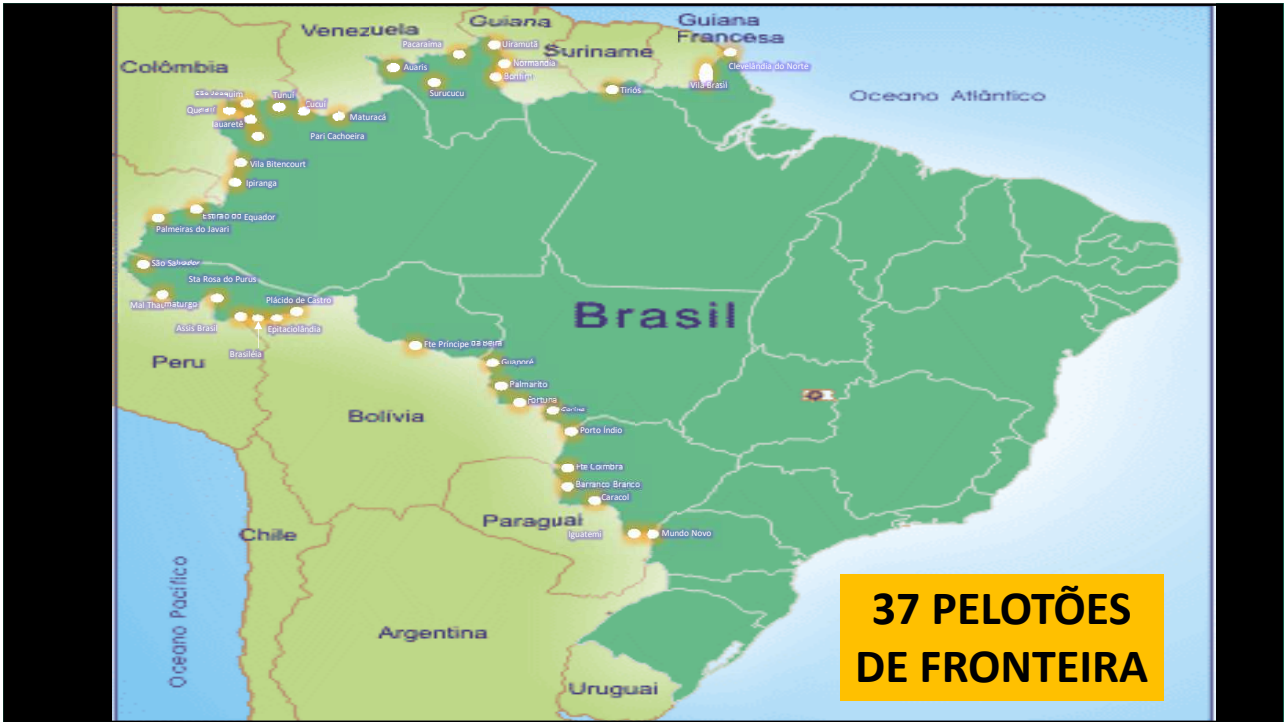 Guiana
Guiana
Francesa
Venezuela
Suriname
Colômbia
Oceano Atlântico
Pacaraima
Uiramutã
Normandia
Bonfim
Auaris
Surucucu
Tiriós
Clevelândia do Norte
Vila Brasil
São Joaquim
Querari
Tunuí
Cucuí
Iauaretê
Maturacá
Pari Cachoeira
Vila Bitencourt
Ipiranga
Estirão do Equador
Palmeiras do Javari
São Salvador
Sta Rosa do Purus
Mal Thaumaturgo
Plácido de Castro
Assis Brasil
Epitaciolândia
Brasiléia
Brasil
Peru
Fte Príncipe da Beira
Guaporé
Palmarito
Fortuna
Corixa
Bolívia
Porto Índio
Fte Coimbra
Barranco Branco
Caracol
Paraguai
Iguatemi
Mundo Novo
Chile
Oceano Pacífico
Argentina
Uruguai
37 PELOTÕES
DE FRONTEIRA